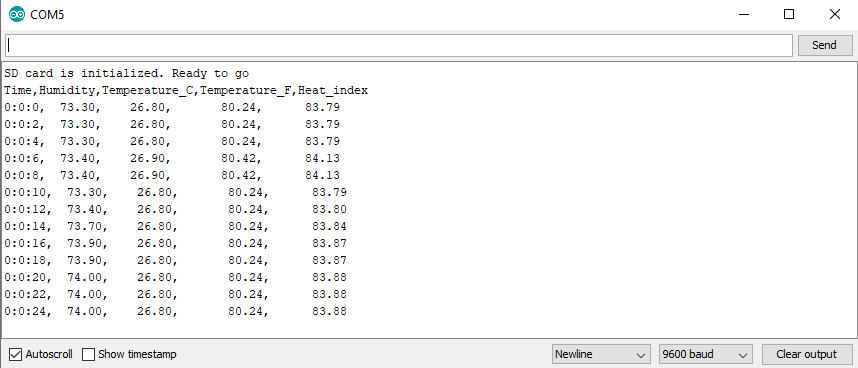 COM5
Send
SD card is initialized. Ready to go
Time,Humidity,Temperature_C,Temperature_F,Heat_index
0:0:0,  73.30,    26.80,       80.24,      83.79
0:0:2,  73.30,    26.80,       80.24,      83.79
0:0:4,  73.30,    26.80,       80.24,      83.79
0:0:6,  73.40,    26.90,       80.42,      84.13
0:0:8,  73.40,    26.90,       80.42,      84.13
0:0:10,  73.30,    26.80,       80.24,      83.79
0:0:12,  73.40,    26.80,       80.24,      83.80
0:0:14,  73.70,    26.80,       80.24,      83.84
0:0:16,  73.90,    26.80,       80.24,      83.87
0:0:18,  73.90,    26.80,       80.24,      83.87
0:0:20,  74.00,    26.80,       80.24,      83.88
0:0:22,  74.00,    26.80,       80.24,      83.88
0:0:24,  74.00,    26.80,       80.24,      83.88
Autoscroll Show timestamp Newline 9600 baud Clear output